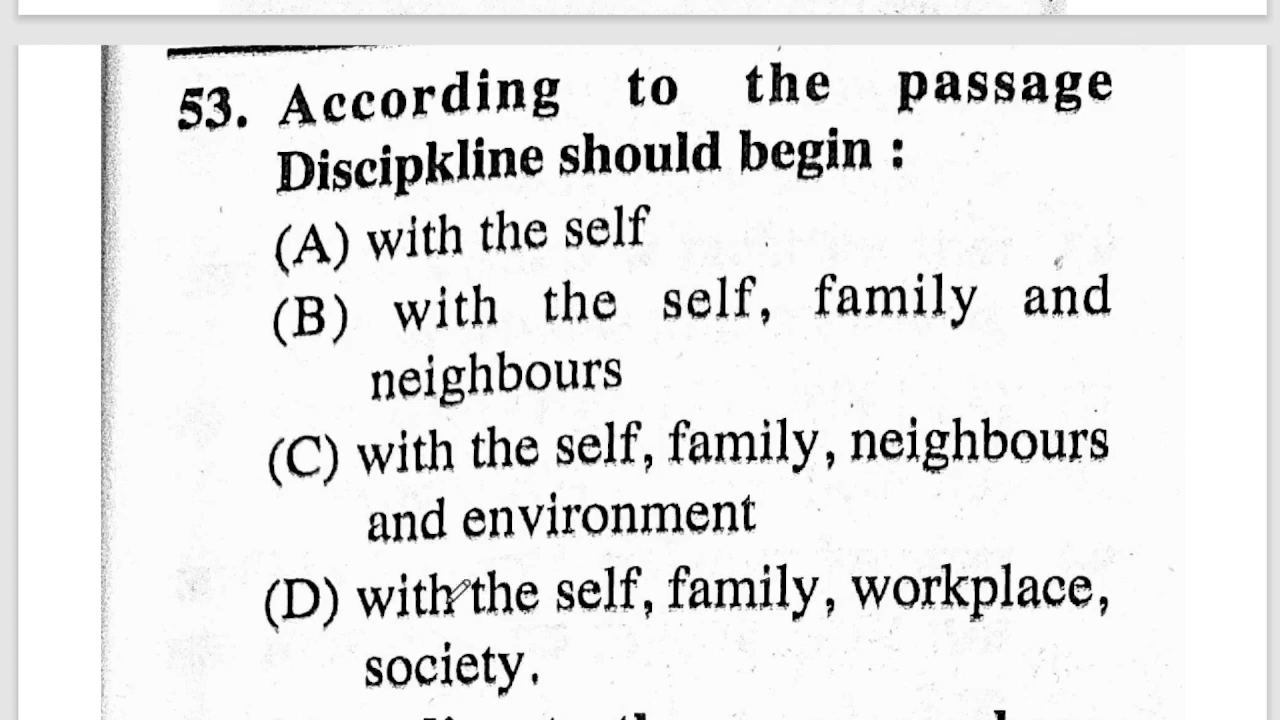 53. According to the passage
Discipkline should begin :
(A) with the self
(B) with the self, family and
neighbours
(C) with the self, family, neighbours
and environment
(D) with the self, family, workplace,
society.